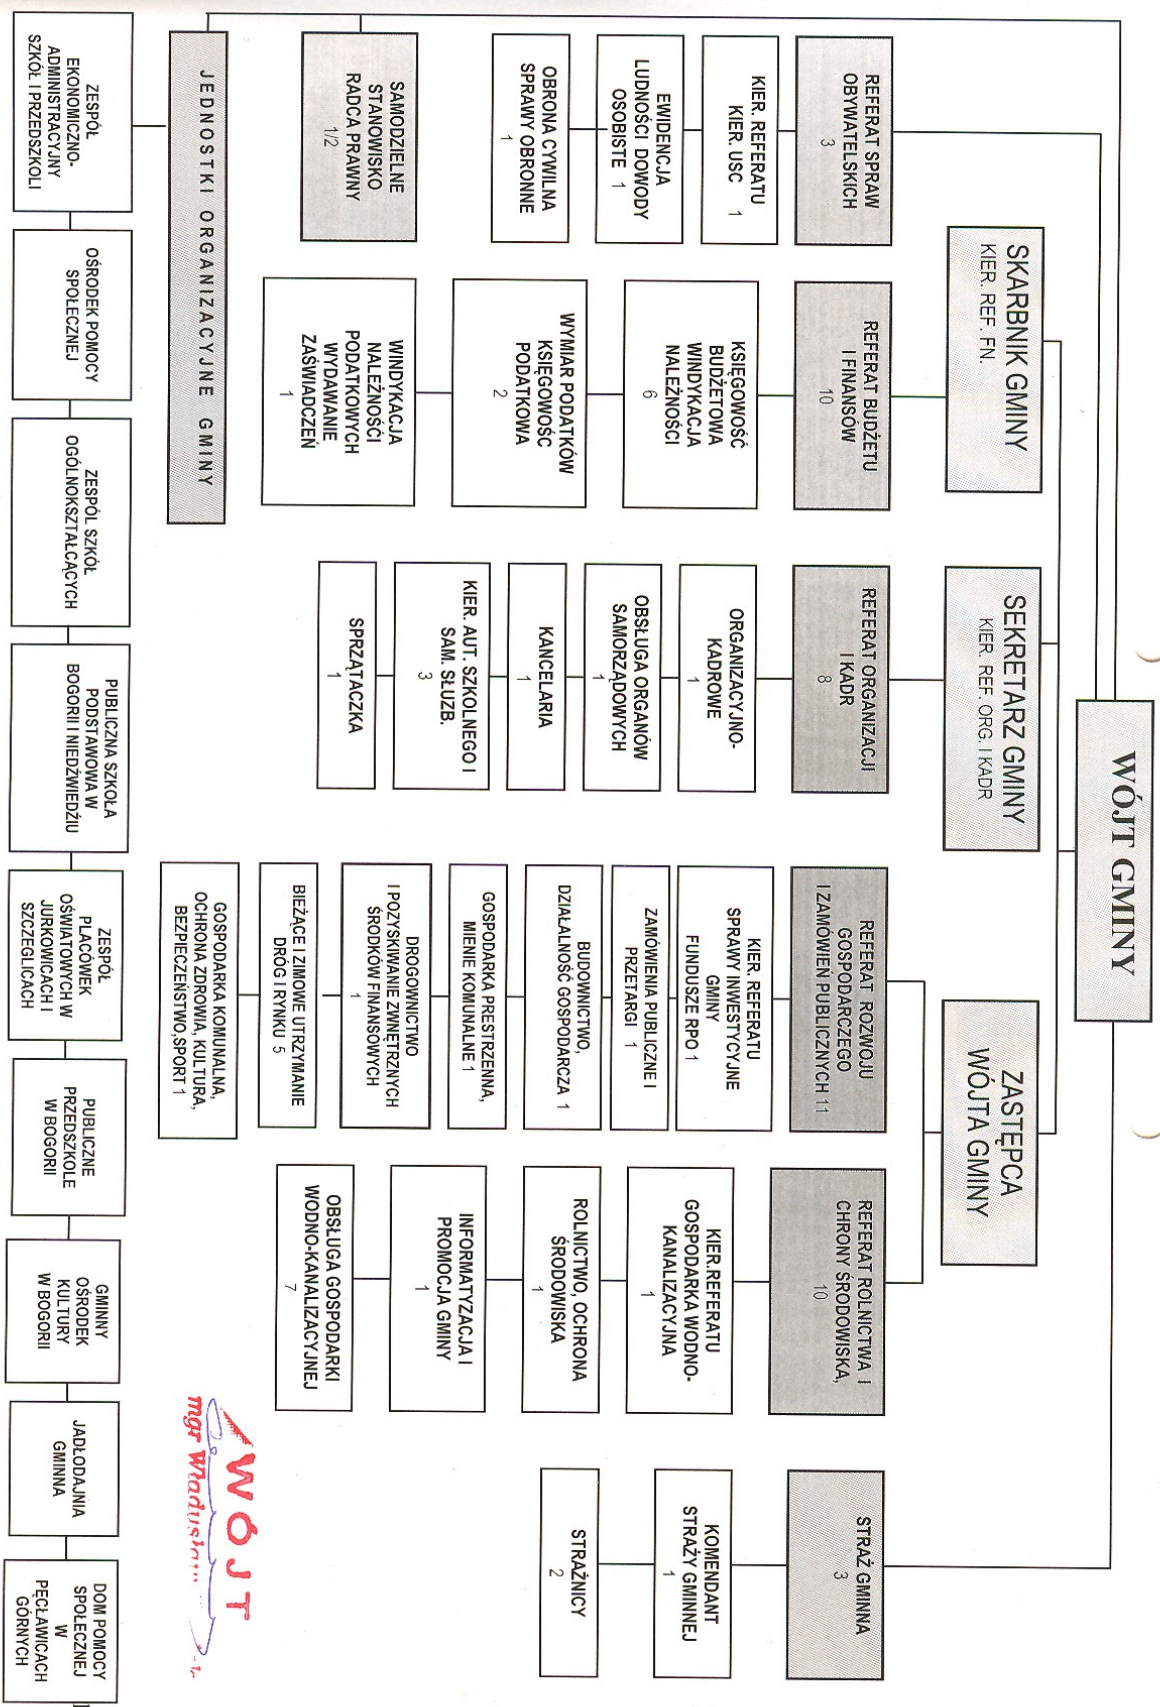 WÓJT GMINY
SKARBNIK GMINY
KIER. REF. FN.
SEKRETARZ GMINY
KIER. REF. ORG. I KADR
ZASTĘPCA
WÓJTA GMINY
REFERAT SPRAW
OBYWATELSKICH
3
KIER. REFERATU
KIER. USC 1
EWIDENCJA
LUDNOŚCI DOWODY
OSOBISTE 1
OBRONA CYWILNA
SPRAWY OBRONNE
1
SAMODZIELNE
STANOWISKO
RADCA PRAWNY
1/2
REFERAT BUDŻETU
I FINANSÓW
10
KSIĘGOWOŚĆ
BUDŻETOWA
WINDYKACJA
NALEŻNOŚCI
6
WYMIAR PODATKÓW
KSIĘGOWOŚC
PODATKOWA
2
WINDYKACJA
NALEŻNOŚCI
PODATKOWYCH
WYDAWANIE
ZAŚWIADCZEŃ
1
REFERAT ORGANIZACJI
I KADR
8
ORGANIZACYJNO-
KADROWE
1
OBSŁUGA ORGANÓW
SAMORZĄDOWYCH
1
KANCELARIA
1
KIER. AUT. SZKOLNEGO I
SAM. SŁUZB.
3
SPRZĄTACZKA
1
REFERAT ROZWOJU
GOSPODARCZEGO
I ZAMÓWIEŃ PUBLICZNYCH 11
KIER. REFERATU
SPRAWY INWESTYCYJNE
GMINY
FUNDUSZE RPO 1
ZAMÓWIENIA PUBLICZNE I
PRZETARGI 1
BUDOWNICTWO,
DZIAŁALNOŚĆ GOSPODARCZA 1
GOSPODARKA PRESTRZENNA,
MIENIE KOMUNALNE 1
DROGOWNICTWO
I POZYSKIWANIE ZWNĘTRZNYCH
ŚRODKÓW FINANSOWYCH
1
BIEŻĄCE I ZIMOWE UTRZYMANIE
DRÓG I RYNKU 5
GOSPODARKA KOMUNALNA,
OCHRONA ZDROWIA, KULTURA,
BEZPIECZEŃSTWO,SPORT 1
REFERAT ROLNICTWA I
CHRONY ŚRODOWISKA,
10
KIER.REFERATU
GOSPODARKA WODNO-
KANALIZACYJNA
1
ROLNICTWO, OCHRONA
ŚRODOWISKA
1
INFORMATYZACJA I
PROMOCJA GMINY
1
OBSŁUGA GOSPODARKI
WODNO-KANALIZACYJNEJ
7
STRAŻ GMINNA
3
KOMENDANT
STRAŻY GMINNEJ
1
STRAŻNICY
2
JEDNOSTKI ORGANIZACYJNE GMINY
ZESPÓŁ
EKONOMICZNO-
ADMINISTRACYJNY
SZKÓŁ I PRZEDSZKOLI
OŚRODEK POMOCY
SPOŁECZNEJ
ZESPÓL SZKÓŁ
OGÓLNOKSZTAŁCĄCYCH
PUBLICZNA SZKOŁA
PODSTAWOWA W
BOGORII I NIEDŹWIEDŹIU
ZESPÓŁ
PLACÓWEK
OŚWIATOWYCH W
JURKOWICACH I
SZCZEGLICACH
PUBLICZNE
PRZEDSZKOLE
W BOGORII
GMINNY
OŚRODEK
KULTURY
W BOGORII
JADŁODAJNIA
GMINNA
DOM POMOCY
SPOŁECZNEJ
W
PĘCŁAWICACH
GÓRNYCH
WÓJT
mgr